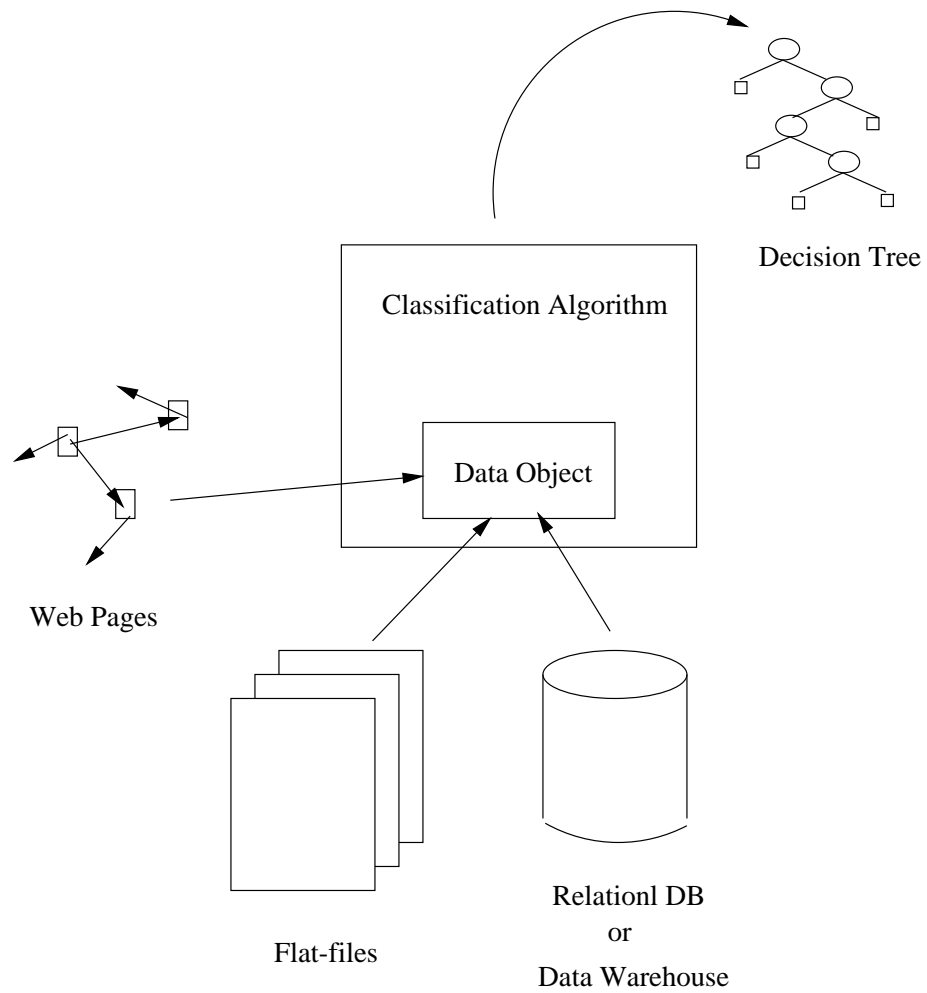 Decision Tree
Classification Algorithm
Data Object
Web Pages
Flat-files
Relationl DB
or
Data Warehouse